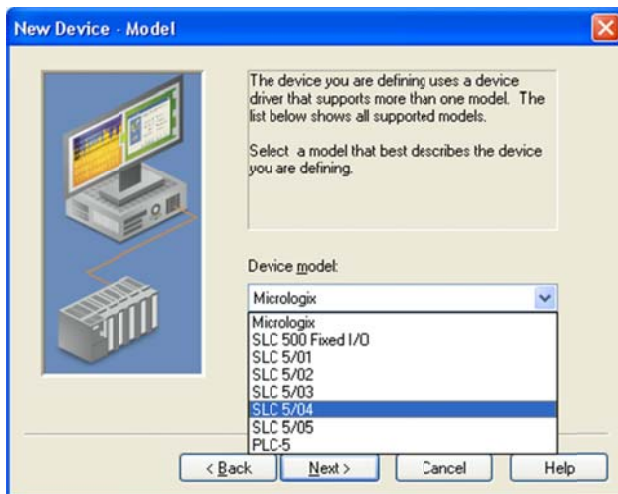 New Device - Model
The device you are defining uses a device
driver that supports more than one model. The
list below shows all supported models.
Select a model that best describes the device
you are defining.
Device model:
Micrologix
Micrologix
SLC 500 Fixed I/O
SLC 5/01
SLC 5/02
SLC 5/03
SLC 5/04
SLC 5/05
PLC-5
< Back
Next >
Cancel
Help